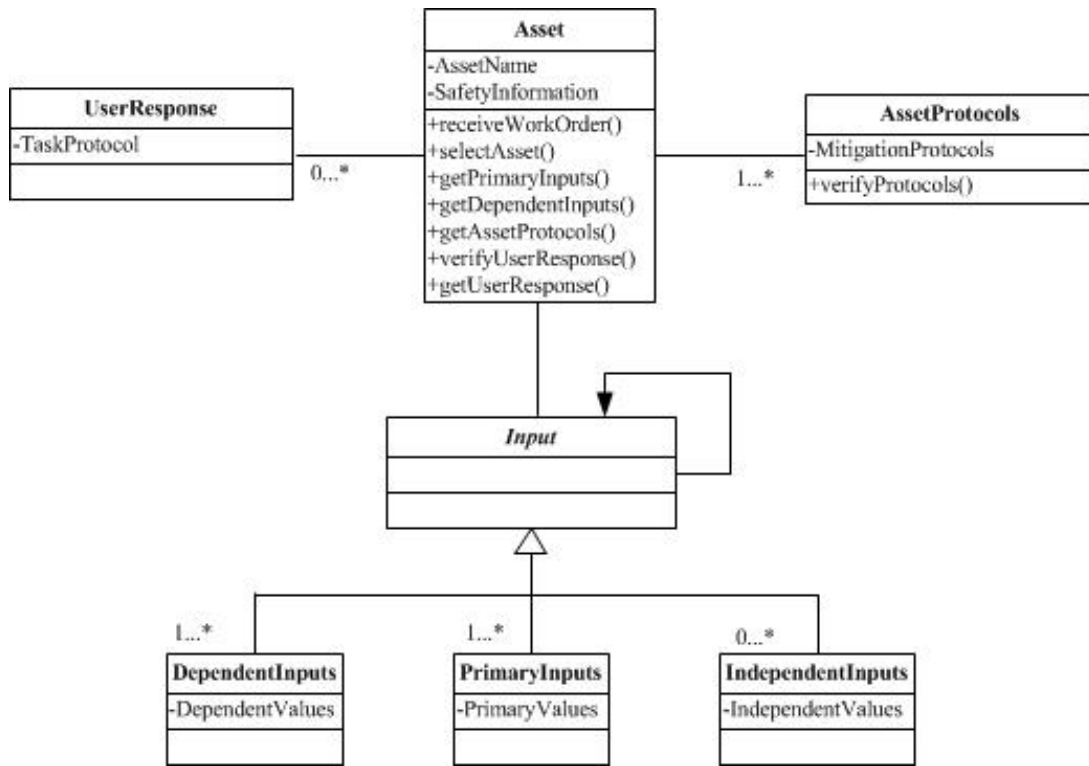 Asset
-AssetName
-SafetyInformation
+receiveWorkOrder()
+selectAsset()
+getPrimaryInputs()
+getDependentInputs()
+getAssetProtocols()
+verifyUserResponse()
+getUserResponse()
UserResponse
-TaskProtocol
0...*
1...*
AssetProtocols
-MitigationProtocols
+verifyProtocols()
Input
1...*
1...*
0...*
DependentInputs
-DependentValues
PrimaryInputs
-PrimaryValues
IndependentInputs
-IndependentValues